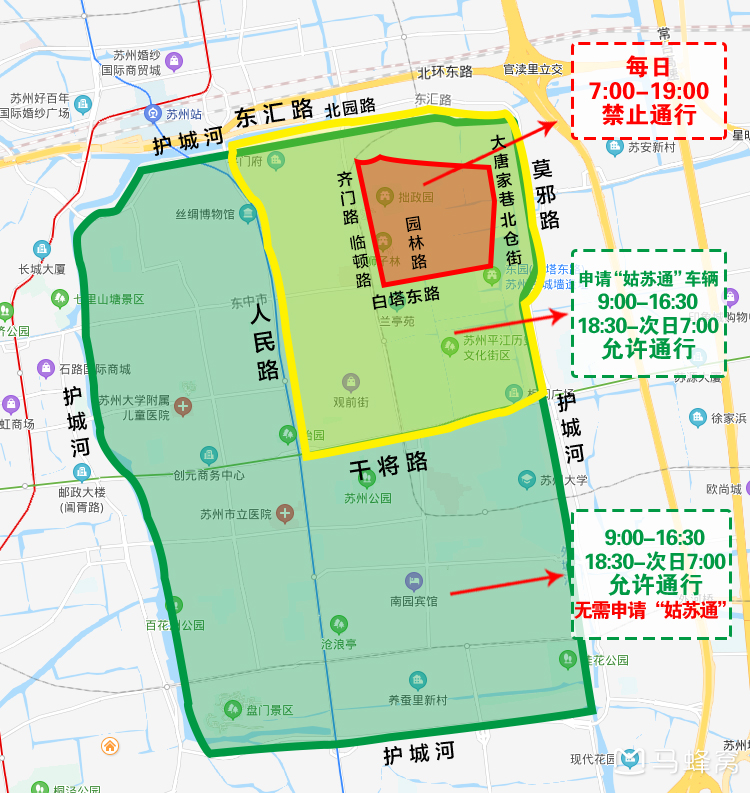 苏州婚纱
国际商贸城
常
北环东路
官渎里立交
每日
7:00-19:00
禁止通行
苏州好百年
国际婚纱广场
苏州站
东汇路
北园路
东汇路
护城河
星明
苏安新村
门府
大唐家巷北仓街
莫邪路
齐门路
临顿路
拙政园
园林路
狮子林
丝绸博物馆
长城大厦
七里山塘景区
东中市
人民路
白塔东路
兰亭苑
申请“姑苏通”车辆
9:00-16:30
18:30-次日7:00
允许通行
购物中
苏州平江历史
文化街区
石路国际商城
观前街
苏州大学附属
儿童医院
护城河
虹商场
护城河
徐家浜
怡园
干将路
创元商务中心
邮政大楼
(阊胥路)
苏州公园
苏州大学
欧尚城
苏州市立医院
9:00-16:30
18:30-次日7:00
允许通行
无需申请“姑苏通”
南园宾馆
桥
百花洲公园
沧浪亭
桂花公园
养蚕里新村
盘门景区
护城河
现代花园
苏州
马蜂窝
桐泾公园